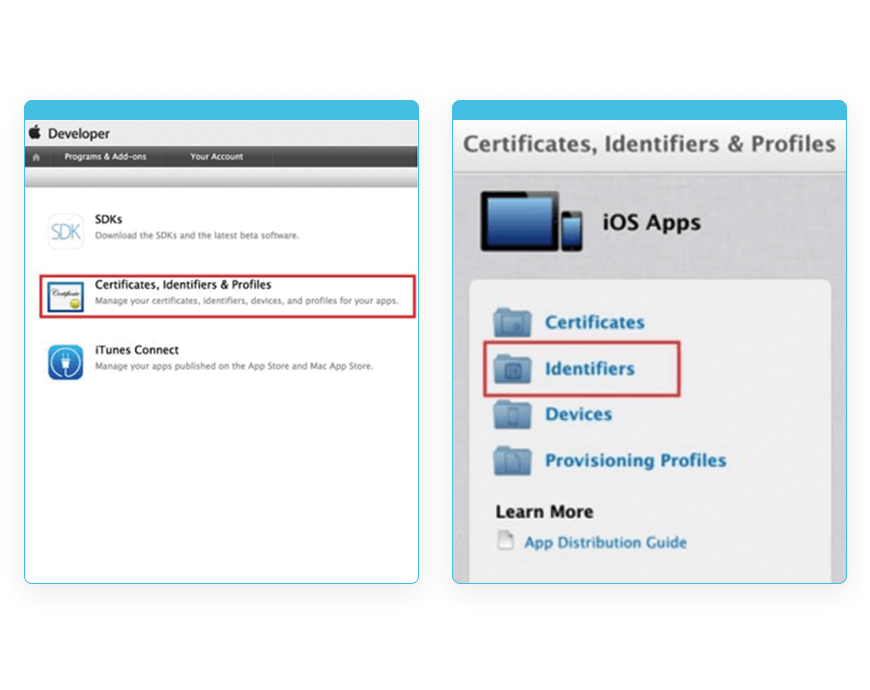 Developer
Programs & Add-ons
Your Account
SDK
SDKs
Download the SDKs and the latest beta software.
Certificate
Certificates, Identifiers & Profiles
Manage your certificates, identifiers, devices, and profiles for your apps.
iTunes Connect
Manage your apps published on the App Store and Mac App Store.
Certificates, Identifiers & Profiles
iOS Apps
Certificates
Identifiers
Devices
Provisioning Profiles
Learn More
App Distribution Guide